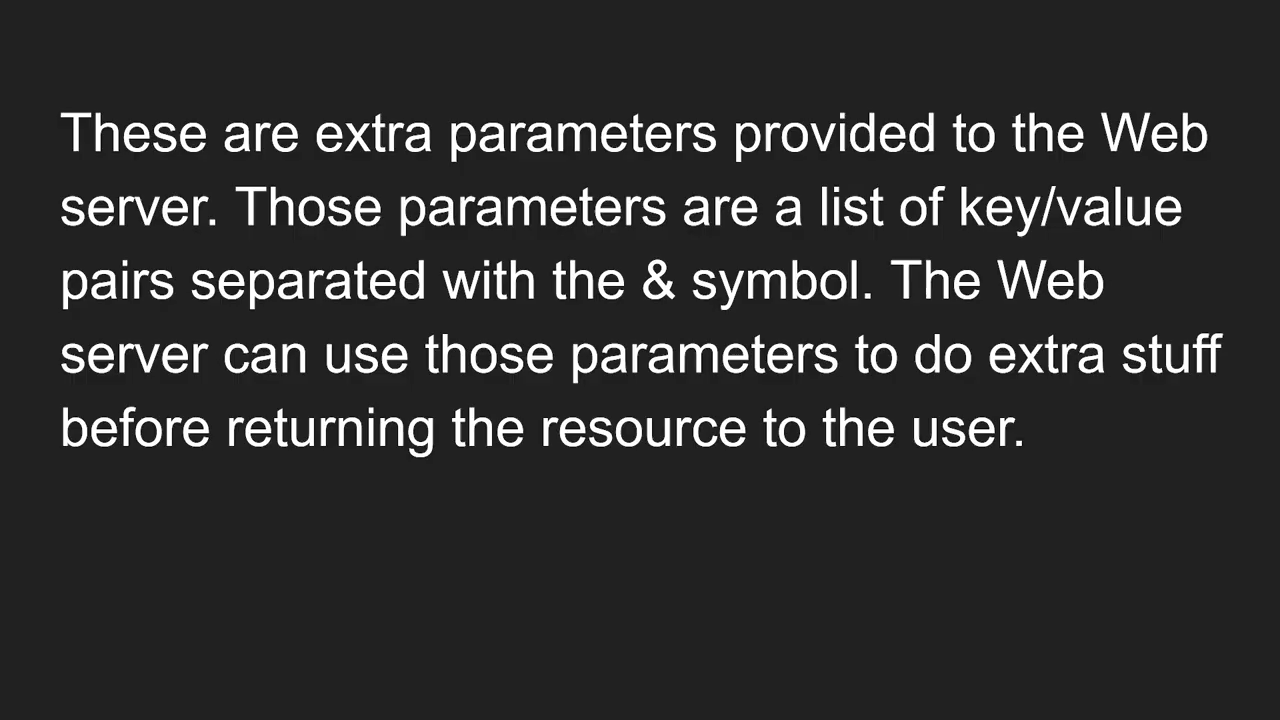 These are extra parameters provided to the Web
server. Those parameters are a list of key/value
pairs separated with the & symbol. The Web
server can use those parameters to do extra stuff
before returning the resource to the user.